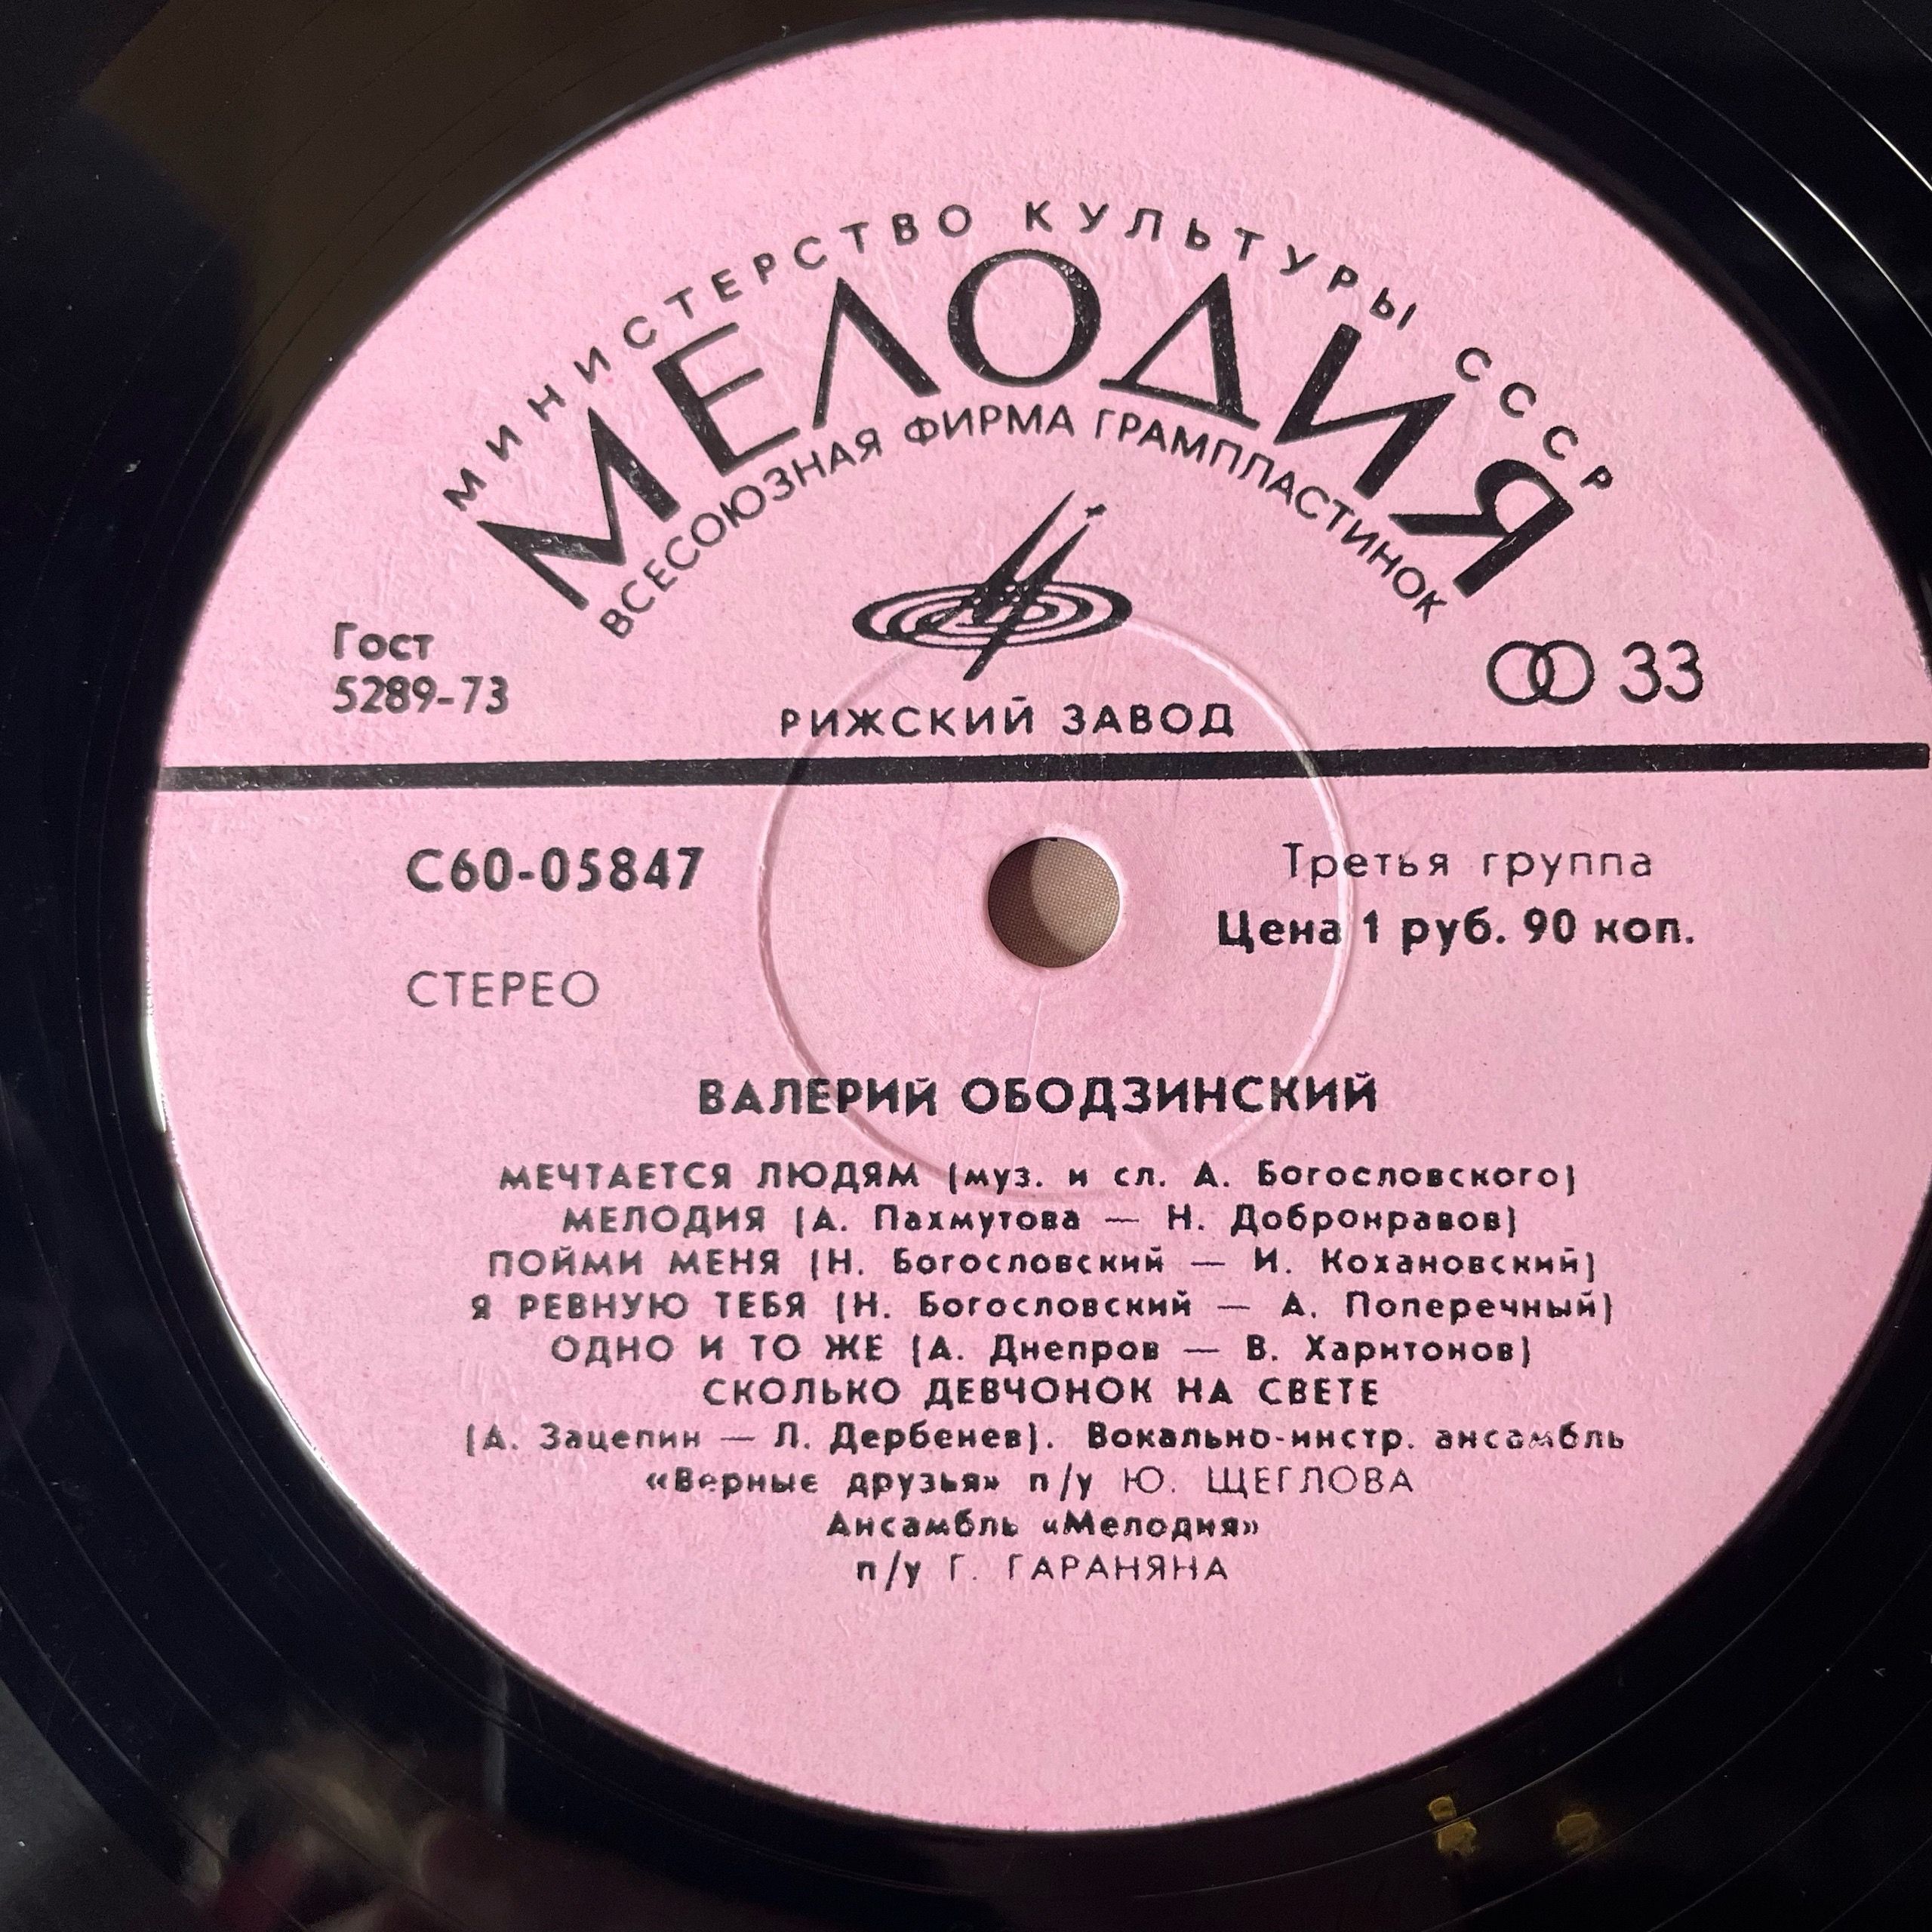 МИНИСТЕРСТВО КУЛЬТУРЫ СССР
МЕЛОДИЯ
ВСЕСОЮЗНАЯ ФИРМА ГРАМПЛАСТИНОК
Гост
5289-73
33
РИЖСКИЙ ЗАВОД
С60-05847
Третья группа
Цена 1 руб. 90 коп.
СТЕРЕО
ВАЛЕРИЙ ОБОДЗИНСКИЙ
МЕЧТАЕТСЯ ЛЮДЯМ (муз. и сл. А. Богословского)
МЕЛОДИЯ (А. Пахмутова — Н. Добронравов)
ПОЙМИ МЕНЯ (Н. Богословский — И. Кохановский)
Я РЕВНУЮ ТЕБЯ (Н. Богословский — А. Поперечный)
ОДНО И ТО ЖЕ (А. Днепров — В. Харитонов)
СКОЛЬКО ДЕВЧОНОК НА СВЕТЕ
(А. Зацепин — Л. Дербенев). Вокально-инстр. ансамбль
«Верные друзья» п/у Ю. ЩЕГЛОВА
Ансамбль «Мелодия»
п/у Г. ГАРАНЯНА